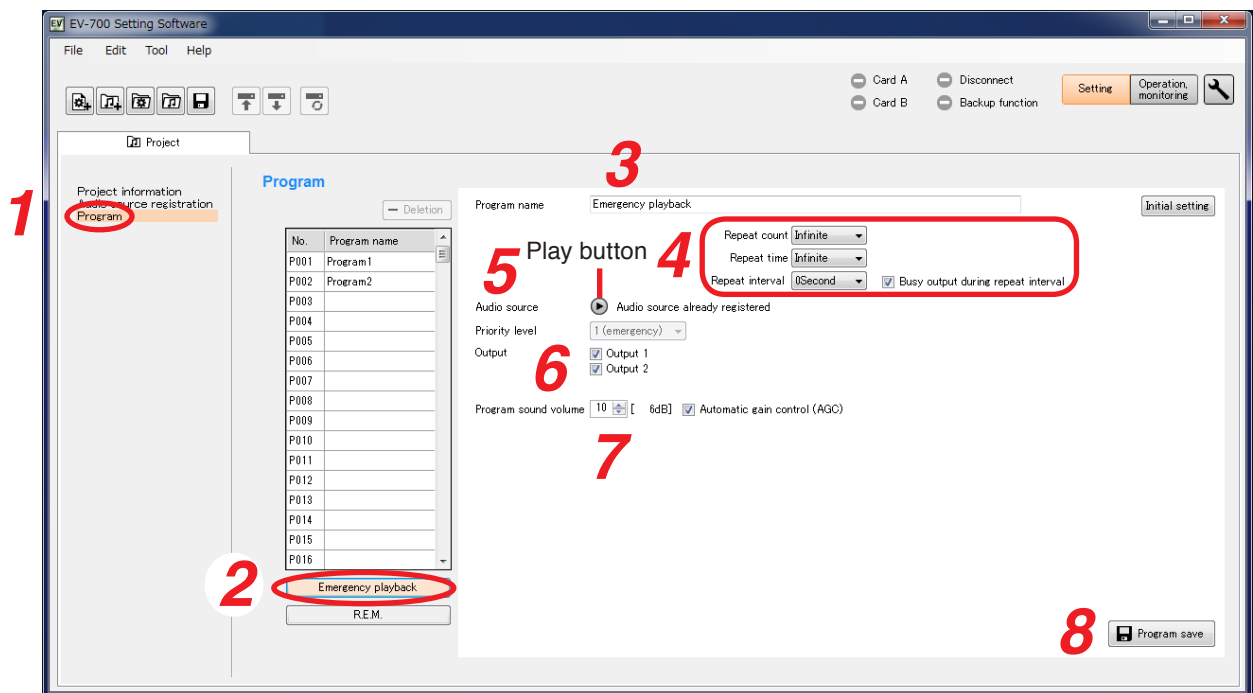 EV EV-700 Setting Software
File Edit Tool Help
Card A Disconnect
Card B Backup function
Setting
Operation,
monitoring
Project
1
Project information
Audio source registration
Program
Program
Deletion
No. Program name
P001 Program1
P002 Program2
P003
P004
P005
P006
P007
P008
P009
P010
P011
P012
P013
P014
P015
P016
2
Emergency playback
R.E.M.
3
Program name Emergency playback
Initial setting
4
Repeat count Infinite
Repeat time Infinite
Repeat interval 0Second Busy output during repeat interval
5
Play button
Audio source Audio source already registered
Priority level 1 (emergency)
6
Output Output 1
Output 2
Program sound volume 10 [ 6dB] Automatic gain control (AGC)
7
8
Program save